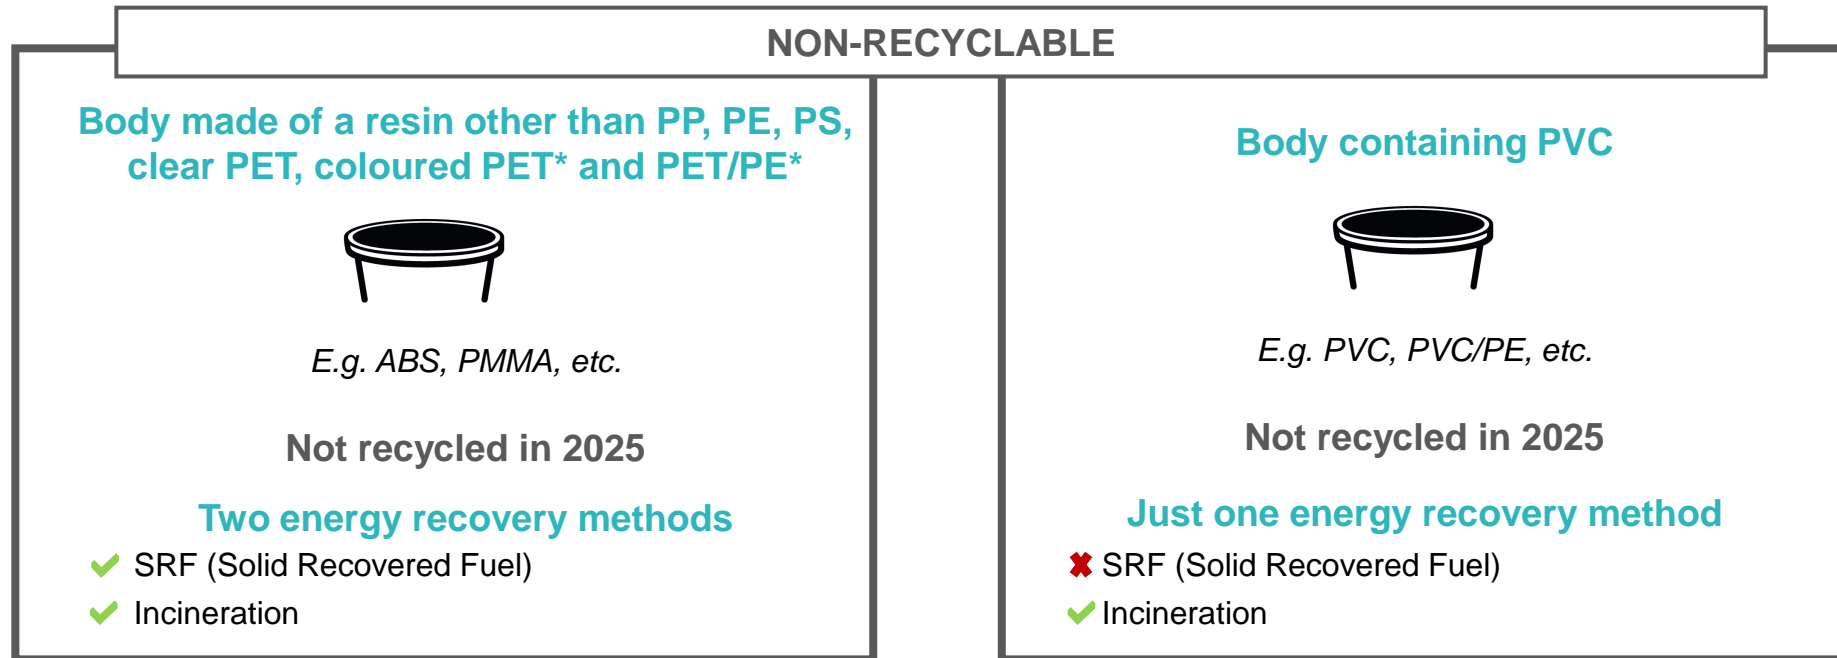 NON-RECYCLABLE
Body made of a resin other than PP, PE, PS,
clear PET, coloured PET* and PET/PE*
E.g. ABS, PMMA, etc.
Not recycled in 2025
Two energy recovery methods
SRF (Solid Recovered Fuel)
Incineration
Body containing PVC
E.g. PVC, PVC/PE, etc.
Not recycled in 2025
Just one energy recovery method
SRF (Solid Recovered Fuel)
Incineration